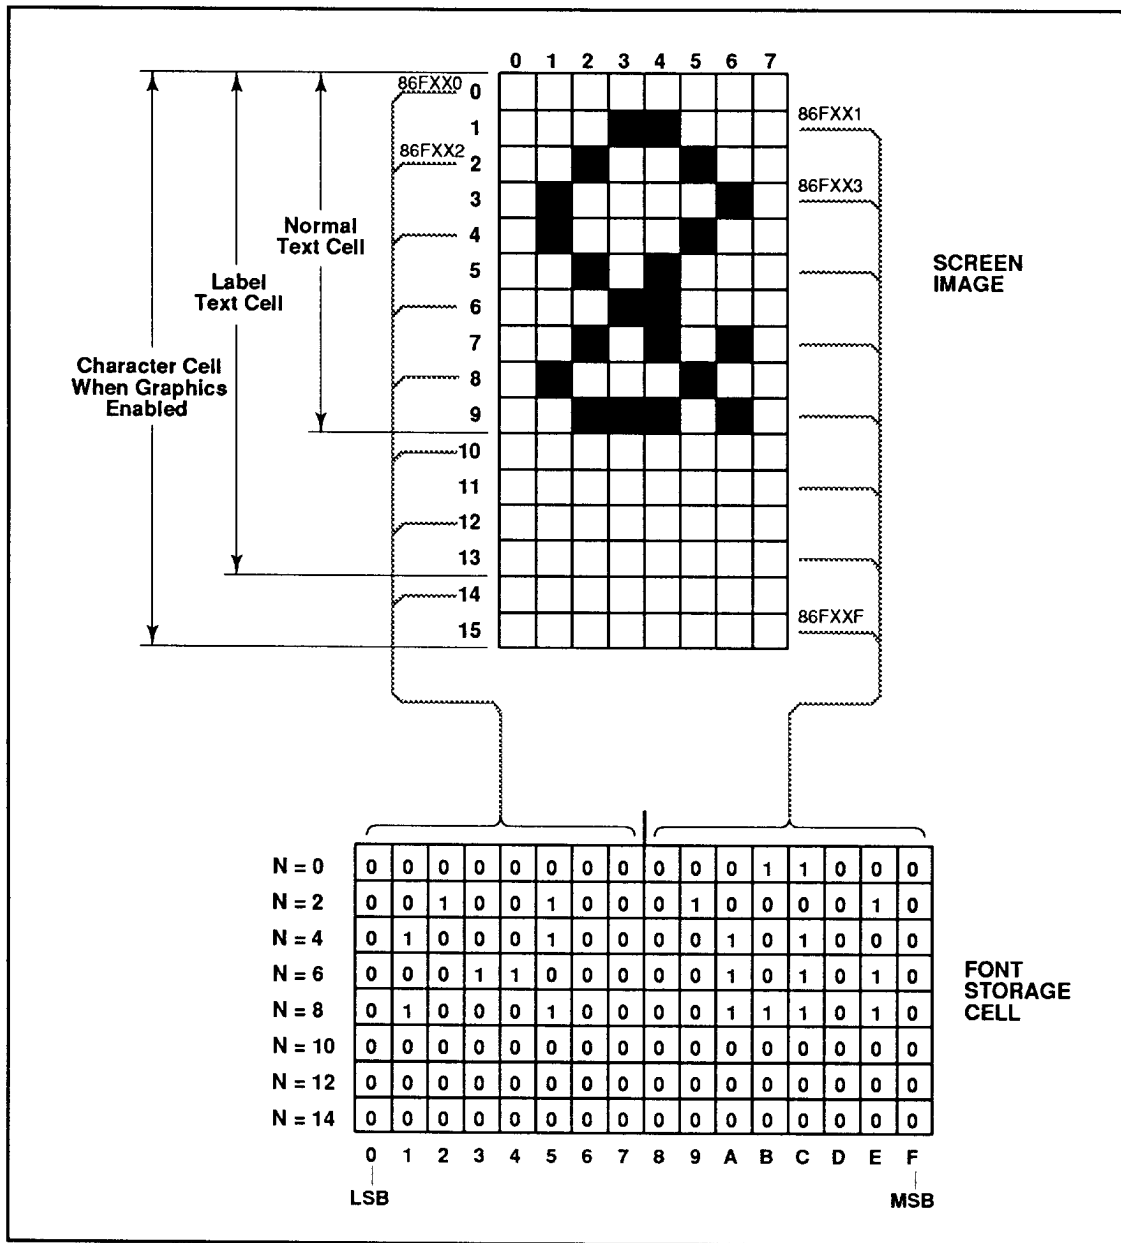 0 1 2 3 4 5 6 7
86FXX0 0
86FXX1
1
86FXX2 2
86FXX3
3
4
5
6
7
8
9
10
11
12
13
14
86FXXF
15
Normal
Text Cell
Label
Text Cell
Character Cell
When Graphics
Enabled
SCREEN
IMAGE
N = 0 0 0 0 0 0 0 0 0 0 0 0 1 1 0 0 0
N = 2 0 0 1 0 0 1 0 0 0 1 0 0 0 0 1 0
N = 4 0 1 0 0 0 1 0 0 0 0 1 0 1 0 0 0
N = 6 0 0 0 1 1 0 0 0 0 0 1 0 1 0 1 0
N = 8 0 1 0 0 0 1 0 0 0 0 1 1 1 0 1 0
N = 10 0 0 0 0 0 0 0 0 0 0 0 0 0 0 0 0
N = 12 0 0 0 0 0 0 0 0 0 0 0 0 0 0 0 0
N = 14 0 0 0 0 0 0 0 0 0 0 0 0 0 0 0 0
FONT
STORAGE
CELL
0 1 2 3 4 5 6 7 8 9 A B C D E F
LSB MSB